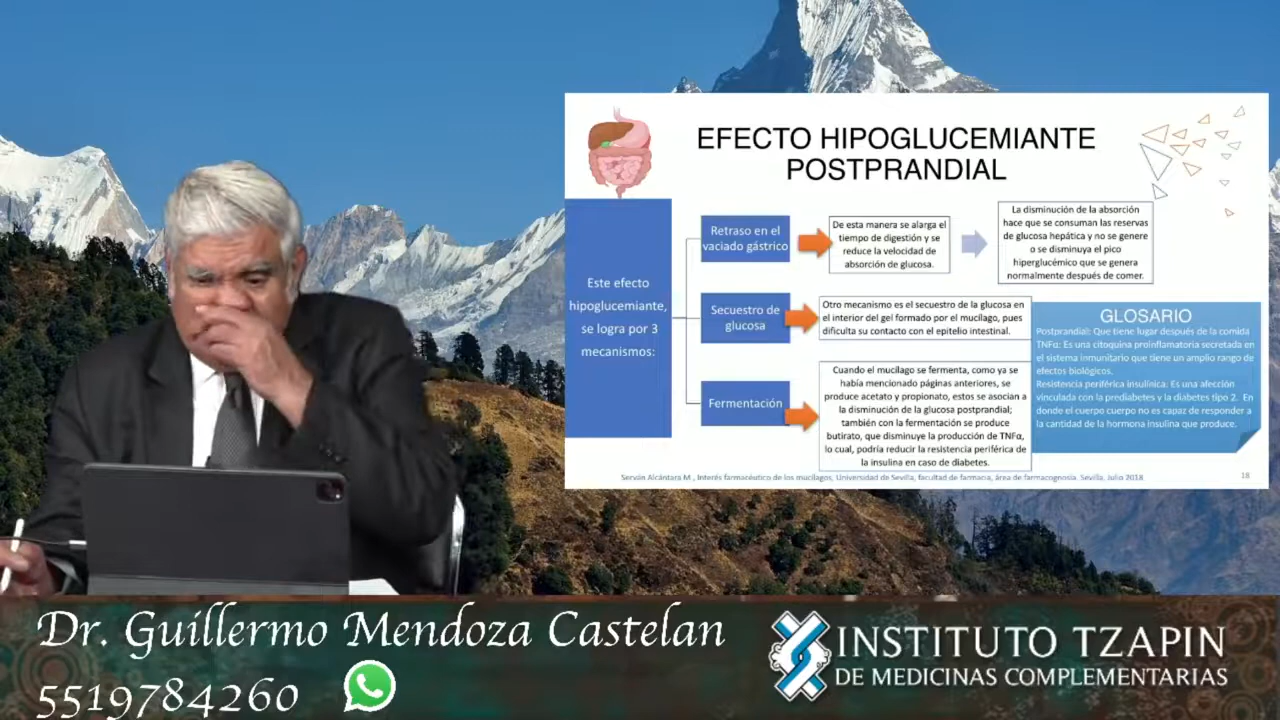 EFECTO HIPOGLUCEMIANTE
POSTPRANDIAL
Este efecto
hipoglucemiante,
se logra por 3
mecanismos:
Retraso en el
vaciado gástrico
De esta manera se alarga el
tiempo de digestión y se
reduce la velocidad de
absorción de glucosa.
La disminución de la absorción
hace que se consuman las reservas
de glucosa hepática y no se genere
o se disminuya el pico
hiperglucémico que se genera
normalmente después de comer.
Secuestro de
glucosa
Otro mecanismo es el secuestro de la glucosa en
el interior del gel formado por el mucílago, pues
dificulta su contacto con el epitelio intestinal.
Fermentación
Cuando el mucílago se fermenta, como ya se
había mencionado páginas anteriores, se
produce acetato y propionato, estos se asocian a
la disminución de la glucosa postprandial;
también con la fermentación se produce
butirato, que disminuye la producción de TNFα,
lo cual, podría reducir la resistencia periférica de
la insulina en caso de diabetes.
GLOSARIO
Postprandial: Que tiene lugar después de la comida
TNFα: Es una citoquina proinflamatoria secretada en
el sistema inmunitario que tiene un amplio rango de
efectos biológicos.
Resistencia periférica insulínica: Es una afección
vinculada con la prediabetes y la diabetes tipo 2. En
donde el cuerpo cuerpo no es capaz de responder a
la cantidad de la hormona insulina que produce.
Serván Alcántara M., Interés farmacéutico de los mucílagos, Universidad de Sevilla, facultad de farmacia, área de farmacognosia. Sevilla, Julio 2018
18
Dr. Guillermo Mendoza Castelan
5519784260
INSTITUTO TZAPIN
DE MEDICINAS COMPLEMENTARIAS